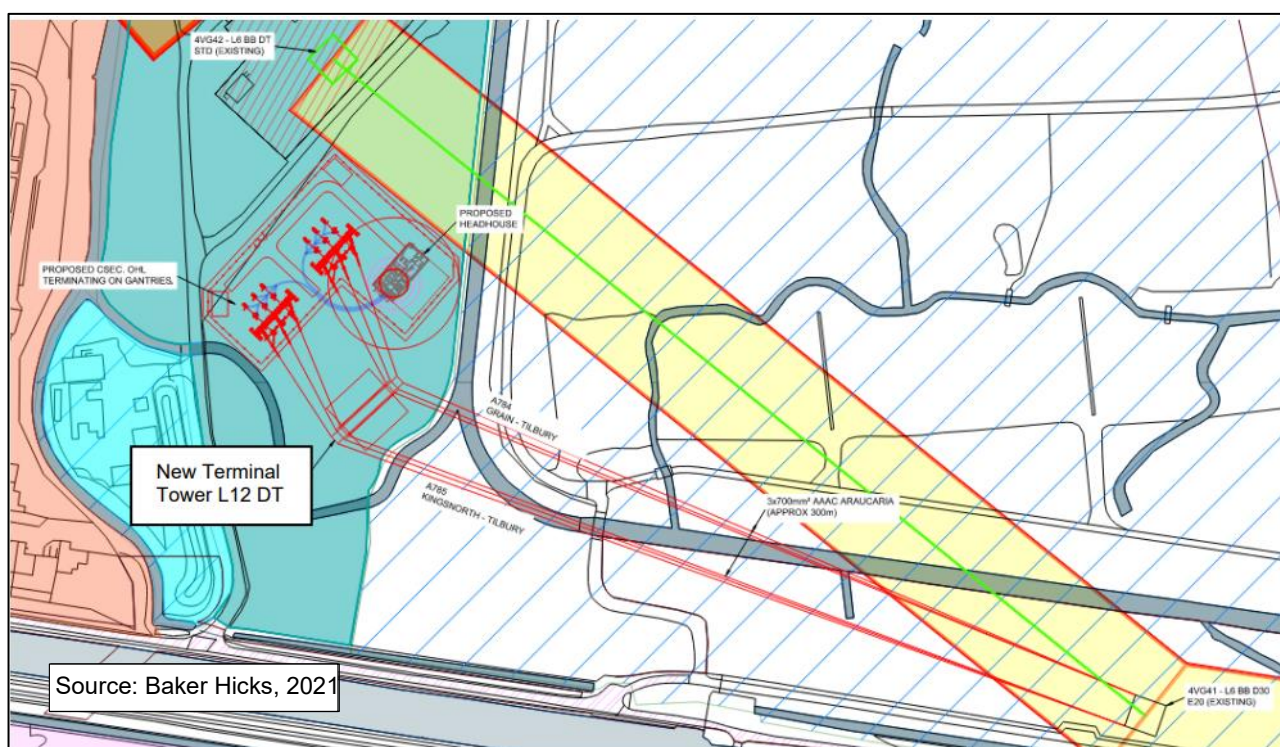 4VG42 - L6 BB DT
STD (EXISTING)
PROPOSED
HEADHOUSE
PROPOSED CSEC. OHL
TERMINATING ON GANTRIES.
A784
GRAIN - TILBURY
New Terminal
Tower L12 DT
A785
KINGSNORTH - TILBURY
3x700mm² AAAC ARAUCARIA
(APPROX 300m)
Source: Baker Hicks, 2021
4VG41 - L6 BB D30
E20 (EXISTING)